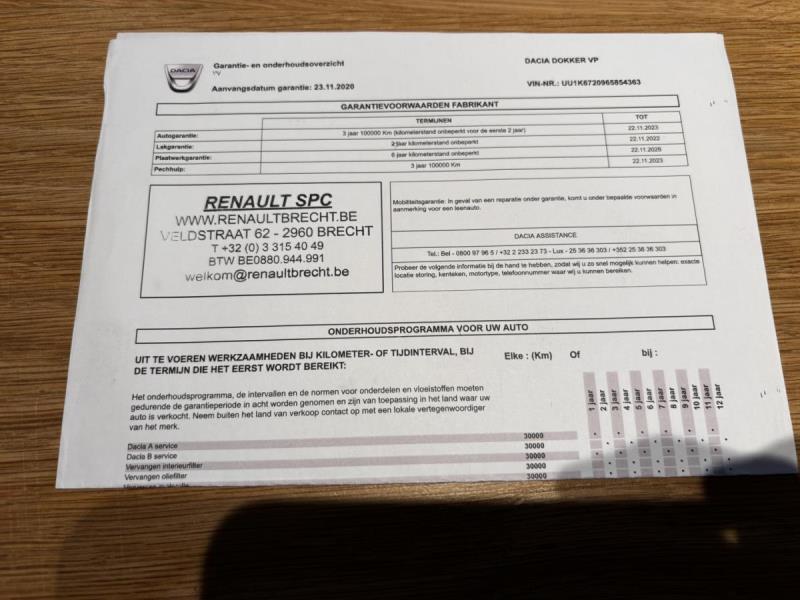 DACIA
Garantie- en onderhoudsoverzicht
Aanvangsdatum garantie: 23.11.2020
DACIA DOKKER VP
VIN-NR.: UU1K6720965854363
GARANTIEVOORWAARDEN FABRIKANT
TERMIJNEN TOT
Autogarantie: 3 jaar 100000 Km (kilometerstand onbeperkt voor de eerste 2 jaar) 22.11.2023
Lakgarantie: 2 jaar kilometerstand onbeperkt 22.11.2022
Plaatwerkgarantie: 6 jaar kilometerstand onbeperkt 22.11.2026
Pechhulp: 3 jaar 100000 Km 22.11.2023
RENAULT SPC
WWW.RENAULTBRECHT.BE
VELDSTRAAT 62 - 2960 BRECHT
T +32 (0) 3 315 40 49
BTW BE0880.944.991
welkom@renaultbrecht.be
Mobiliteitsgarantie: In geval van een reparatie onder garantie, komt u onder bepaalde voorwaarden in
aanmerking voor een leenauto.
DACIA ASSISTANCE
Tel.: Bel - 0800 97 96 5 / +32 2 233 23 73 - Lux - 25 36 36 303 / +352 25 36 36 303
Probeer de volgende informatie bij de hand te hebben, zodat wij u zo snel mogelijk kunnen helpen: exacte
locatie storing, kenteken, motortype, telefoonnummer waar wij u kunnen bereiken.
ONDERHOUDSPROGRAMMA VOOR UW AUTO
UIT TE VOEREN WERKZAAMHEDEN BIJ KILOMETER- OF TIJDINTERVAL, BIJ
DE TERMIJN DIE HET EERST WORDT BEREIKT:
Elke : (Km) Of bij :
Het onderhoudsprogramma, de intervallen en de normen voor onderdelen en vloeistoffen moeten
gedurende de garantieperiode in acht worden genomen en zijn van toepassing in het land waar uw
auto is verkocht. Neem buiten het land van verkoop contact op met een lokale vertegenwoordiger
van het merk.
1 jaar 2 jaar 3 jaar 4 jaar 5 jaar 6 jaar 7 jaar 8 jaar 9 jaar 10 jaar 11 jaar 12 jaar
Dacia A service 30000
Dacia B service 30000
Vervangen interieurfilter 30000
Vervangen oliefilter 30000